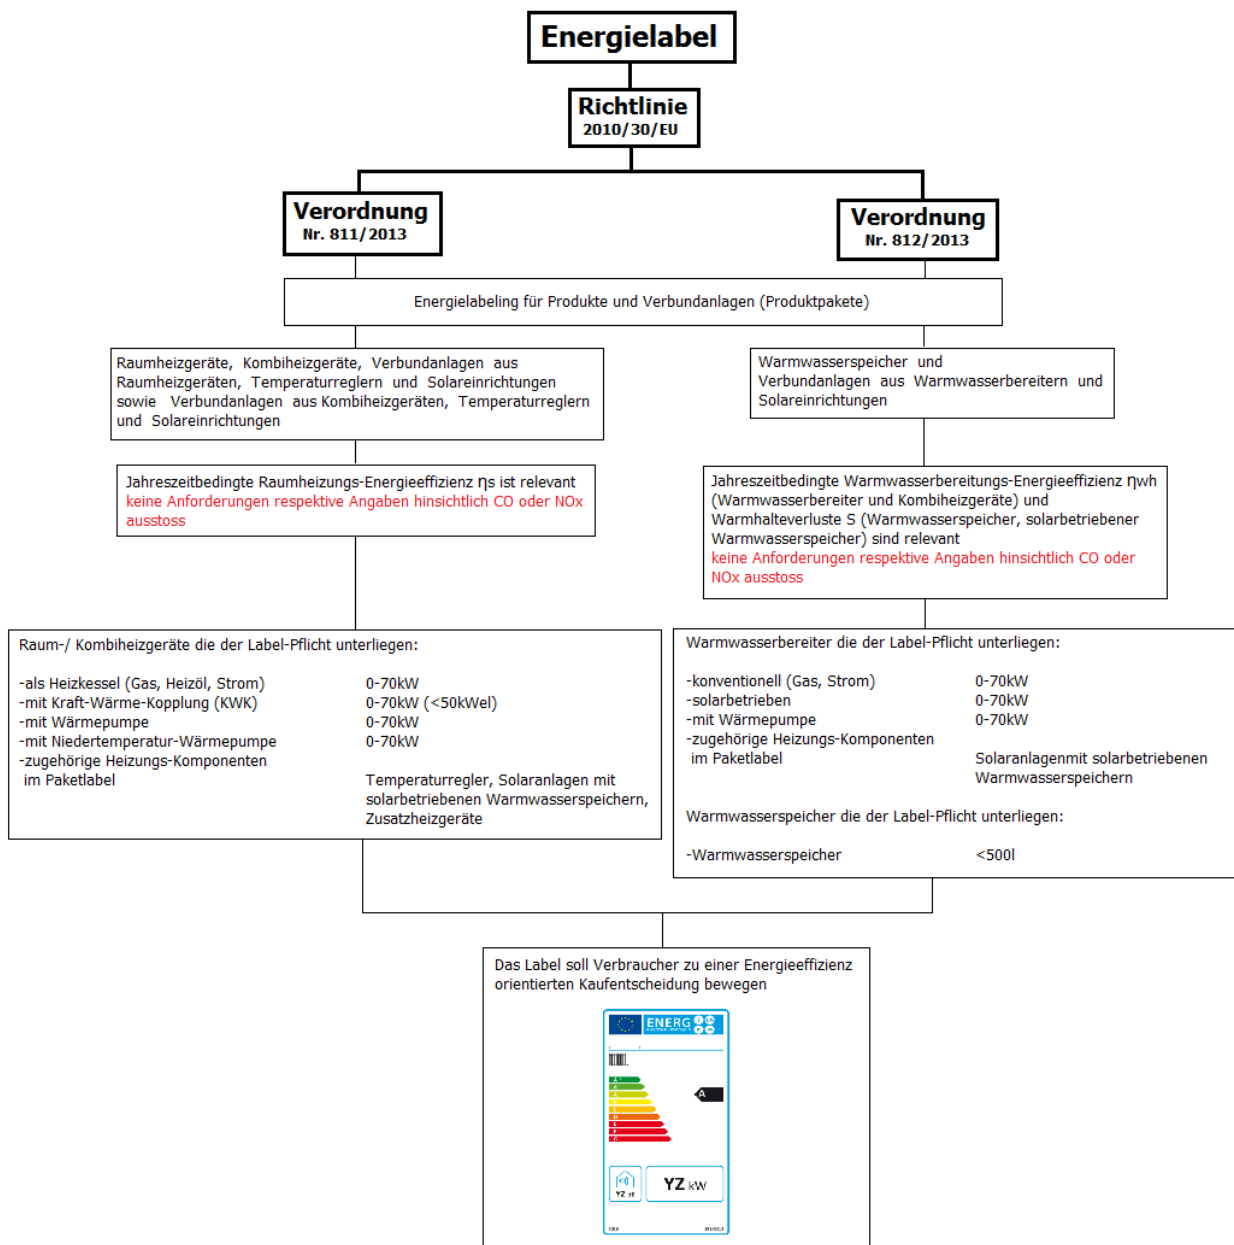 Energielabel
Richtlinie
2010/30/EU
Verordnung
Nr. 811/2013
Verordnung
Nr. 812/2013
Energielabeling für Produkte und Verbundanlagen (Produktpakete)
Raumheizgeräte, Kombiheizgeräte, Verbundanlagen aus
Raumheizgeräten, Temperaturreglern und Solareinrichtungen
sowie Verbundanlagen aus Kombiheizgeräten, Temperaturreglern
und Solareinrichtungen
Warmwasserspeicher und
Verbundanlagen aus Warmwasserbereitern und
Solareinrichtungen
Jahreszeitbedingte Raumheizungs-Energieeffizienz ηs ist relevant
keine Anforderungen respektive Angaben hinsichtlich CO oder NOx
ausstoss
Jahreszeitbedingte Warmwasserbereitungs-Energieeffizienz ηwh
(Warmwasserbereiter und Kombiheizgeräte) und
Warmhalteverluste S (Warmwasserspeicher, solarbetriebener
Warmwasserspeicher) sind relevant
keine Anforderungen respektive Angaben hinsichtlich CO oder
NOx ausstoss
Raum-/ Kombiheizgeräte die der Label-Pflicht unterliegen:
-als Heizkessel (Gas, Heizöl, Strom) 0-70kW
-mit Kraft-Wärme-Kopplung (KWK) 0-70kW (<50kWel)
-mit Wärmepumpe 0-70kW
-mit Niedertemperatur-Wärmepumpe 0-70kW
-zugehörige Heizungs-Komponenten
im Paketlabel Temperaturregler, Solaranlagen mit
solarbetriebenen Warmwasserspeichern,
Zusatzheizgeräte
Warmwasserbereiter die der Label-Pflicht unterliegen:
-konventionell (Gas, Strom) 0-70kW
-solarbetrieben 0-70kW
-mit Wärmepumpe 0-70kW
-zugehörige Heizungs-Komponenten
im Paketlabel Solaranlagenmit solarbetriebenen
Warmwasserspeichern
Warmwasserspeicher die der Label-Pflicht unterliegen:
-Warmwasserspeicher <500l
Das Label soll Verbraucher zu einer Energieeffizienz
orientierten Kaufentscheidung bewegen
ENERG
A
YZ dB
YZ kW